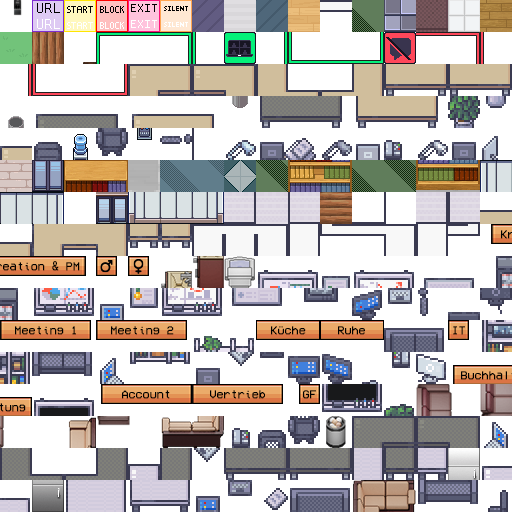 URL START BLOCK EXIT SILENT
URL START BLOCK EXIT SILENT
Kr
reation & PM
Meeting 1 Meeting 2 Küche Ruhe IT
Buchhal
Account Vertrieb GF
tung